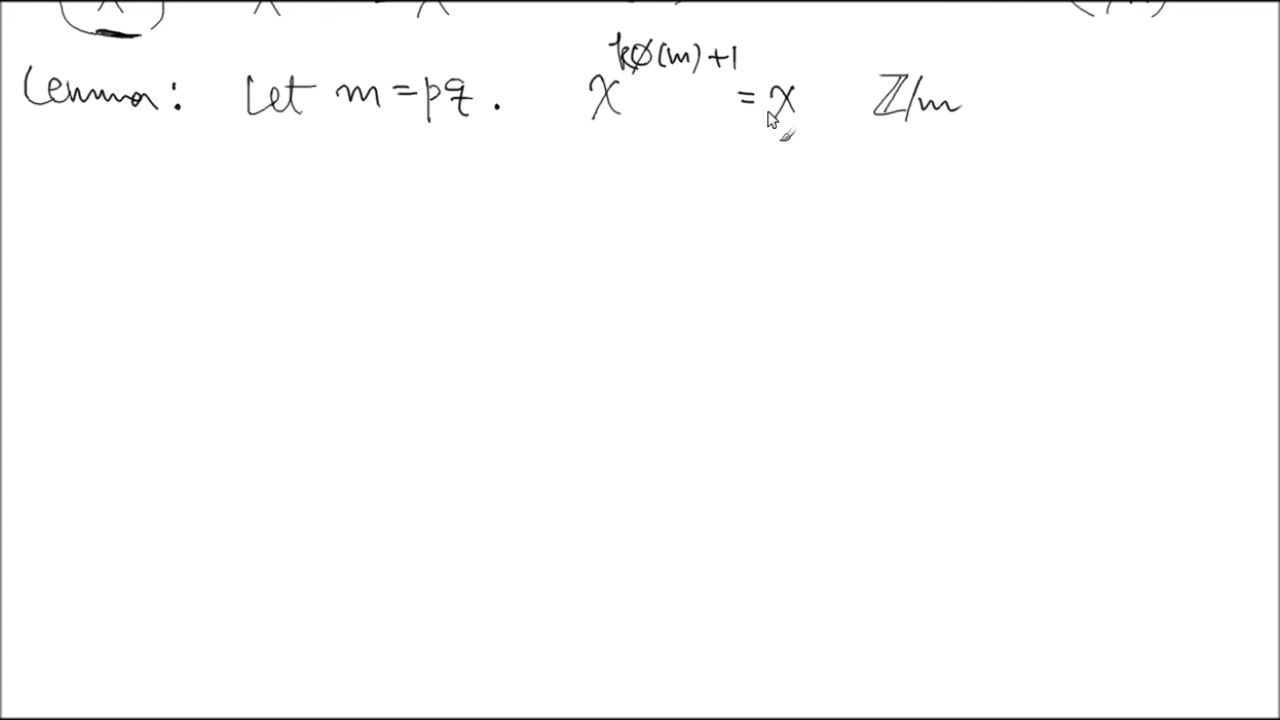 Lemma: Let m = pq. x^{kϕ(m)+1} = x ℤ/m